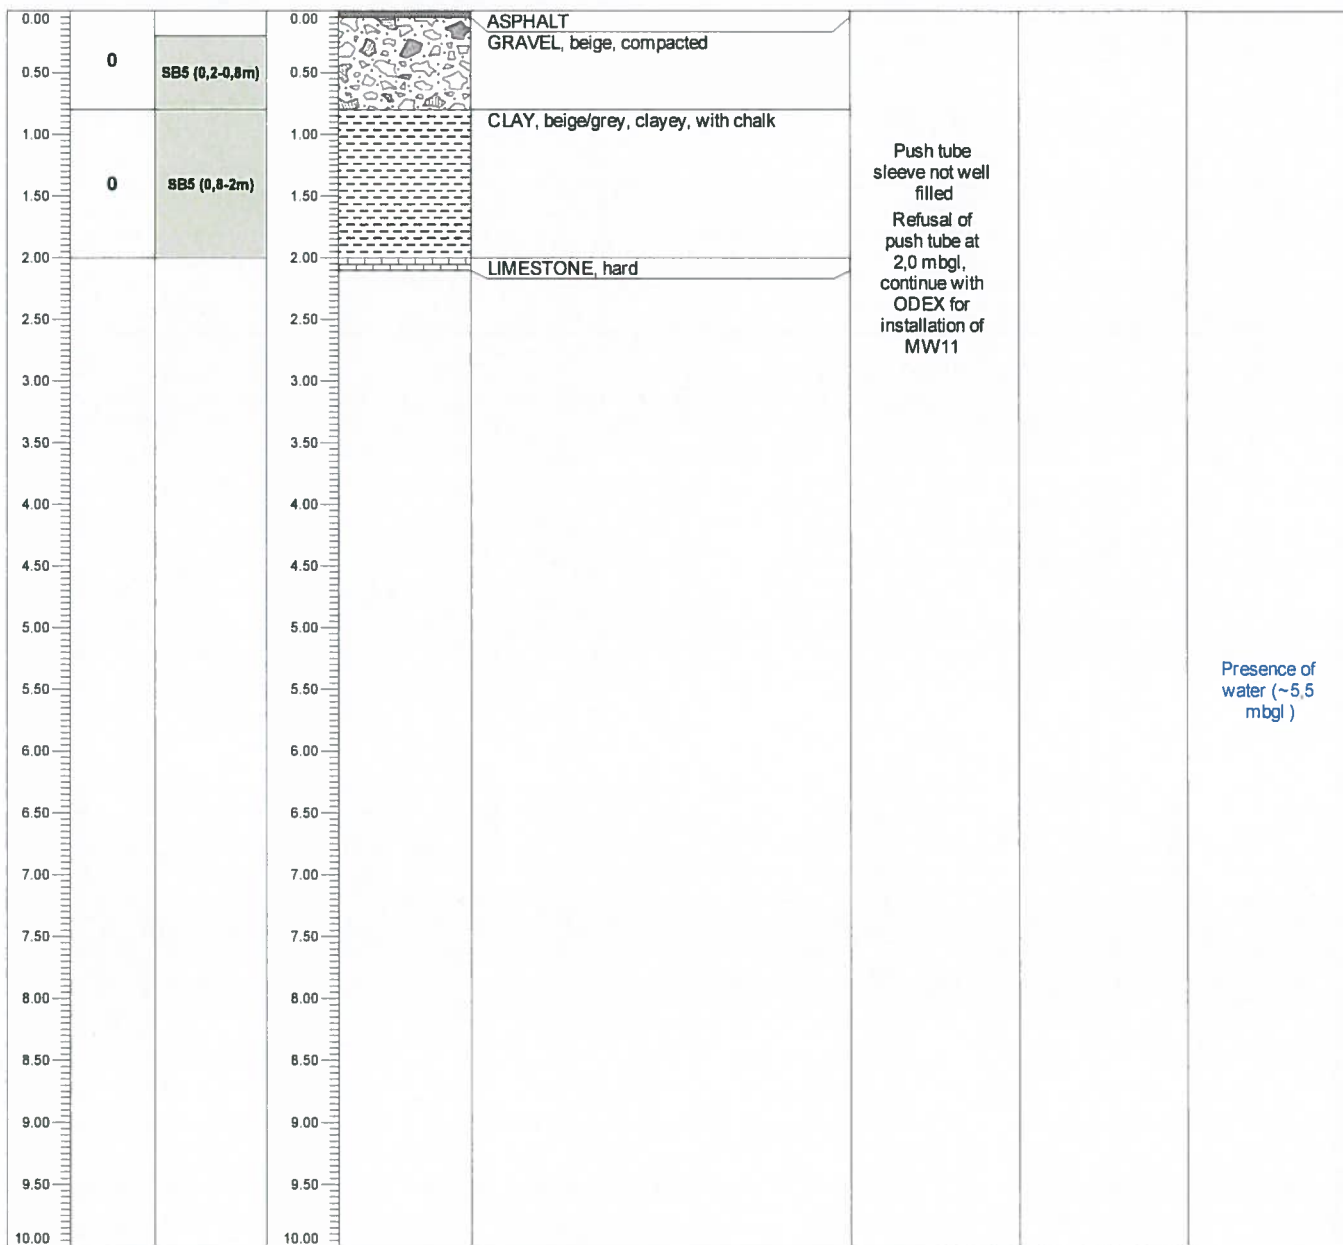 0.00
0.50
1.00
1.50
2.00
2.50
3.00
3.50
4.00
4.50
5.00
5.50
6.00
6.50
7.00
7.50
8.00
8.50
9.00
9.50
10.00
0
0
SB5 (0,2-0,8m)
SB5 (0,8-2m)
0.00
0.50
1.00
1.50
2.00
2.50
3.00
3.50
4.00
4.50
5.00
5.50
6.00
6.50
7.00
7.50
8.00
8.50
9.00
9.50
10.00
ASPHALT
GRAVEL, beige, compacted
CLAY, beige/grey, clayey, with chalk
LIMESTONE, hard
Push tube
sleeve not well
filled
Refusal of
push tube at
2,0 mbgl,
continue with
ODEX for
installation of
MW11
Presence of
water (~5,5
mbgl )